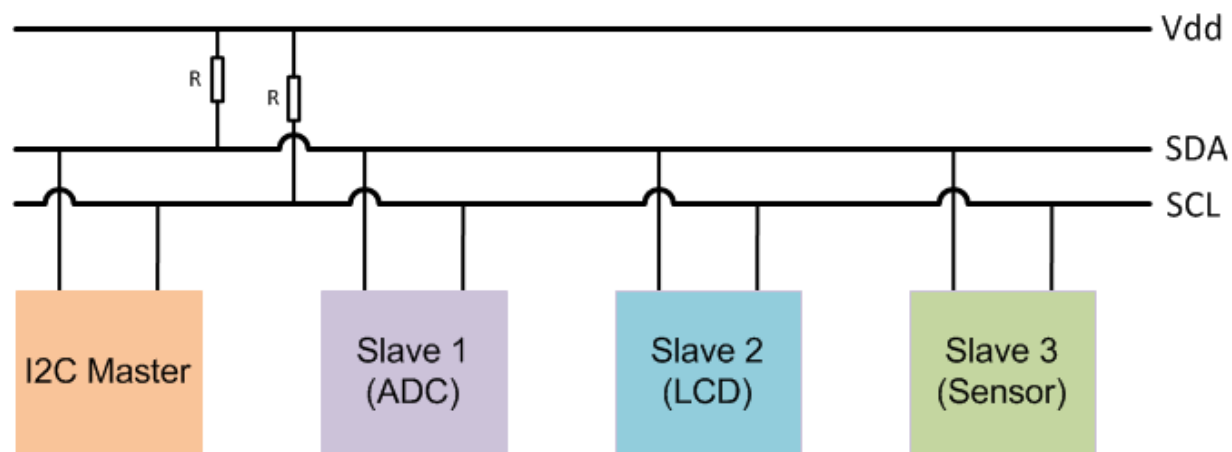 Vdd
R
R
SDA
SCL
I2C Master
Slave 1
(ADC)
Slave 2
(LCD)
Slave 3
(Sensor)